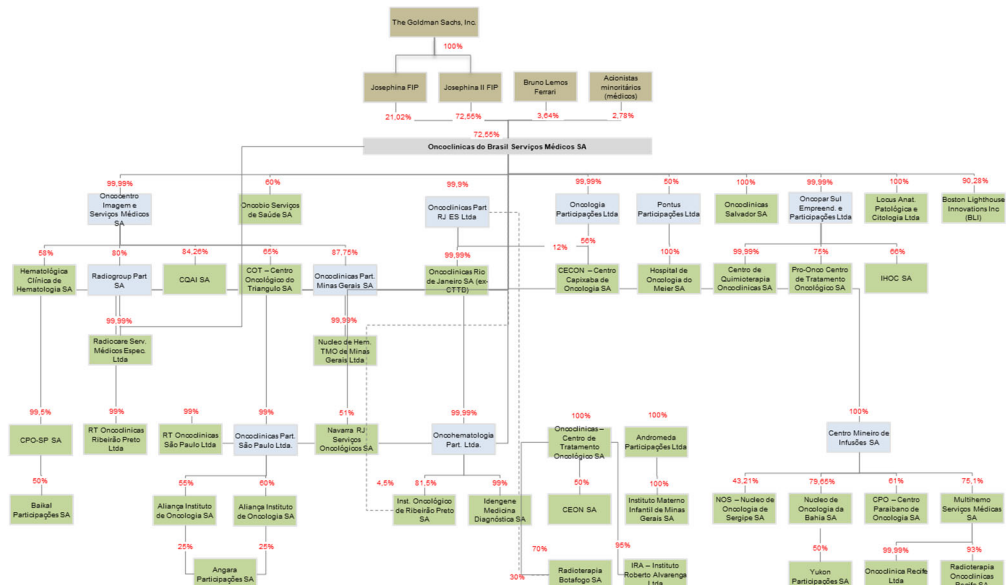 The Goldman Sachs, Inc.
100%
Josephina FIP
Josephina II FIP
Bruno Lemos
Ferrari
Acionistas
minoritários
(médicos)
21,02%
72,55%
3,64%
2,78%
72,55%
Oncoclínicas do Brasil Serviços Médicos SA
99,99%
60%
99,9%
99,99%
50%
100%
99,99%
100%
90,28%
Oncocentro
Imagem e
Serviços Médicos
SA
Oncobio Serviços
de Saúde SA
Oncoclinicas Part
RJ ES Ltda
Oncologia
Participações Ltda
Pontus
Participações Ltda
Oncoclinicas
Salvador SA
Oncopar Sul
Empreend. e
Participações Ltda
Locus Anat.
Patológica e
Citologia Ltda
Boston Lighthouse
Innovations Inc
(BLI)
58%
80%
84,26%
65%
87,75%
99,99%
12%
56%
100%
99,99%
75%
66%
Hematológica
Clínica de
Hematologia SA
Radiogroup Part
SA
CQAI SA
COT – Centro
Oncológico do
Triangulo SA
Oncoclinicas Part.
Minas Gerais SA
Oncoclinicas Rio
de Janeiro SA (ex-
CTTB)
CECON – Centro
Capixaba de
Oncologia SA
Hospital de
Oncologia do
Meier SA
Centro de
Quimioterapia
Oncoclinicas SA
Pro-Onco Centro
de Tratamento
Oncológico SA
IHOC SA
99,99%
99,99%
Radiocare Serv.
Médicos Espec.
Ltda
Nucleo de Hem.
TMO de Minas
Gerais Ltda
99,5%
99%
99%
99%
51%
99,99%
100%
100%
100%
CPO-SP SA
RT Oncoclinicas
Ribeirão Preto
Ltda
RT Oncoclinicas
São Paulo Ltda
Oncoclinicas Part.
São Paulo Ltda.
Navarra RJ
Serviços
Oncológicos SA
Oncohematologia
Part. Ltda.
Oncoclínicas –
Centro de
Tratamento
Oncológico SA
Andromeda
Participações Ltda
Centro Mineiro de
Infusões SA
50%
55%
60%
4,5%
81,5%
99%
50%
100%
43,21%
79,65%
61%
75,1%
Baikal
Participações SA
Aliança Instituto
de Oncologia SA
Aliança Instituto
de Oncologia SA
Inst. Oncológico
de Ribeirão Preto
SA
Idengene
Medicina
Diagnóstica SA
CEON SA
Instituto Materno
Infantil de Minas
Gerais SA
NOS – Nucleo de
Oncologia de
Sergipe SA
Nucleo de
Oncologia da
Bahia SA
CPO – Centro
Paraibano de
Oncologia SA
Multihemo
Serviços Médicas
SA
25%
25%
70%
30%
95%
50%
99,99%
93%
Angara
Participações SA
Radioterapia
Botafogo SA
IRA – Instituto
Roberto Alvarenga
Ltda
Yukon
Participações SA
Oncoclinica Recife
Ltda
Radioterapia
Oncoclinicas
Recife SA